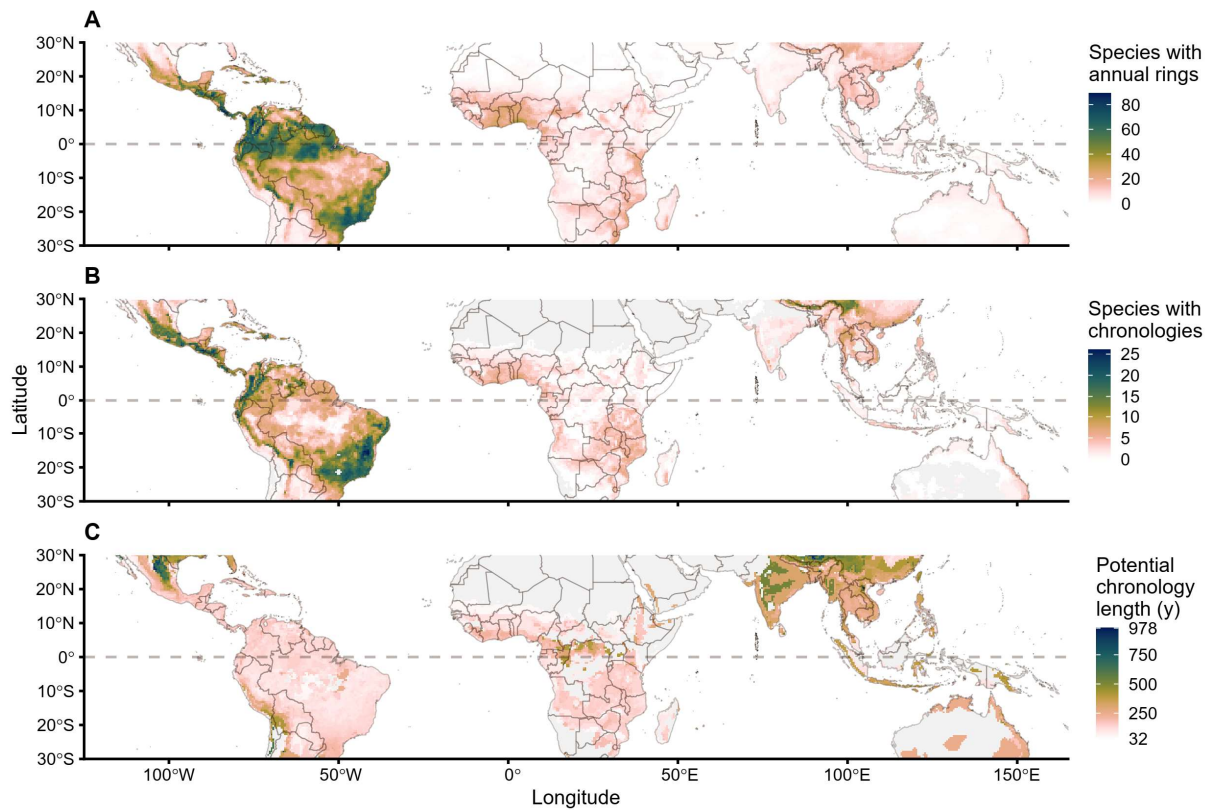 A
30°N
20°N
10°N
0°
10°S
20°S
30°S
Species with
annual rings
80
60
40
20
0
B
30°N
20°N
10°N
0°
10°S
20°S
30°S
Latitude
Species with
chronologies
25
20
15
10
5
0
C
30°N
20°N
10°N
0°
10°S
20°S
30°S
Potential
chronology
length (y)
978
750
500
250
32
100°W 50°W 0° 50°E 100°E 150°E
Longitude